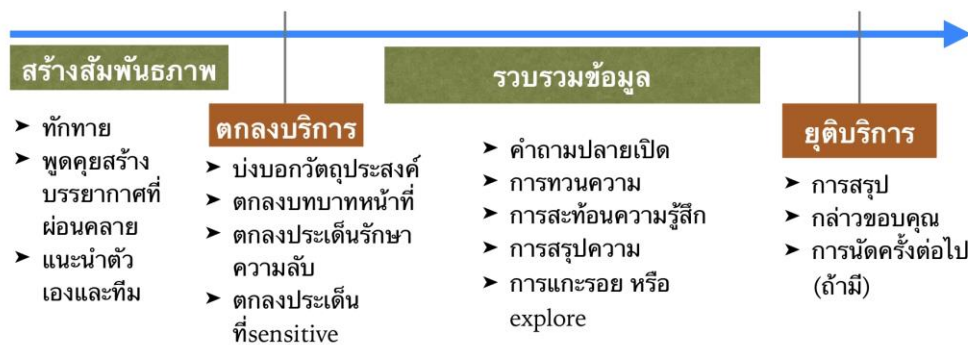 สร้างสัมพันธภาพ
➤ ทักทาย
➤ พูดคุยสร้าง
บรรยากาศที่
ผ่อนคลาย
➤ แนะนำตัว
เองและทีม
ตกลงบริการ
➤ บ่งบอกวัตถุประสงค์
➤ ตกลงบทบาทหน้าที่
➤ ตกลงประเด็นรักษา
ความลับ
➤ ตกลงประเด็น
ที่sensitive
รวบรวมข้อมูล
➤ คำถามปลายเปิด
➤ การทวนความ
➤ การสะท้อนความรู้สึก
➤ การสรุปความ
➤ การแกะรอย หรือ
explore
ยุติบริการ
➤ การสรุป
➤ กล่าวขอบคุณ
➤ การนัดครั้งต่อไป
(ถ้ามี)